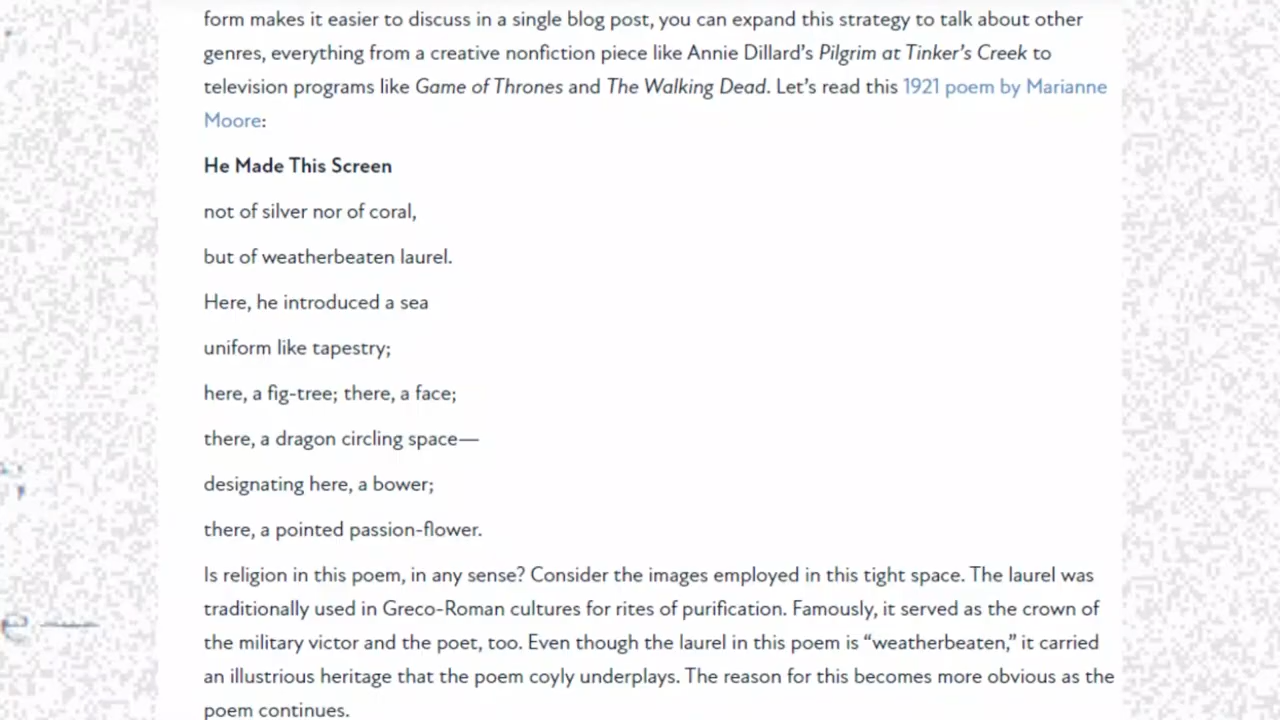 form makes it easier to discuss in a single blog post, you can expand this strategy to talk about other
genres, everything from a creative nonfiction piece like Annie Dillard’s Pilgrim at Tinker’s Creek to
television programs like Game of Thrones and The Walking Dead. Let’s read this 1921 poem by Marianne
Moore:
He Made This Screen
not of silver nor of coral,
but of weatherbeaten laurel.
Here, he introduced a sea
uniform like tapestry;
here, a fig-tree; there, a face;
there, a dragon circling space—
designating here, a bower;
there, a pointed passion-flower.
Is religion in this poem, in any sense? Consider the images employed in this tight space. The laurel was
traditionally used in Greco-Roman cultures for rites of purification. Famously, it served as the crown of
the military victor and the poet, too. Even though the laurel in this poem is “weatherbeaten,” it carried
an illustrious heritage that the poem coyly underplays. The reason for this becomes more obvious as the
poem continues.